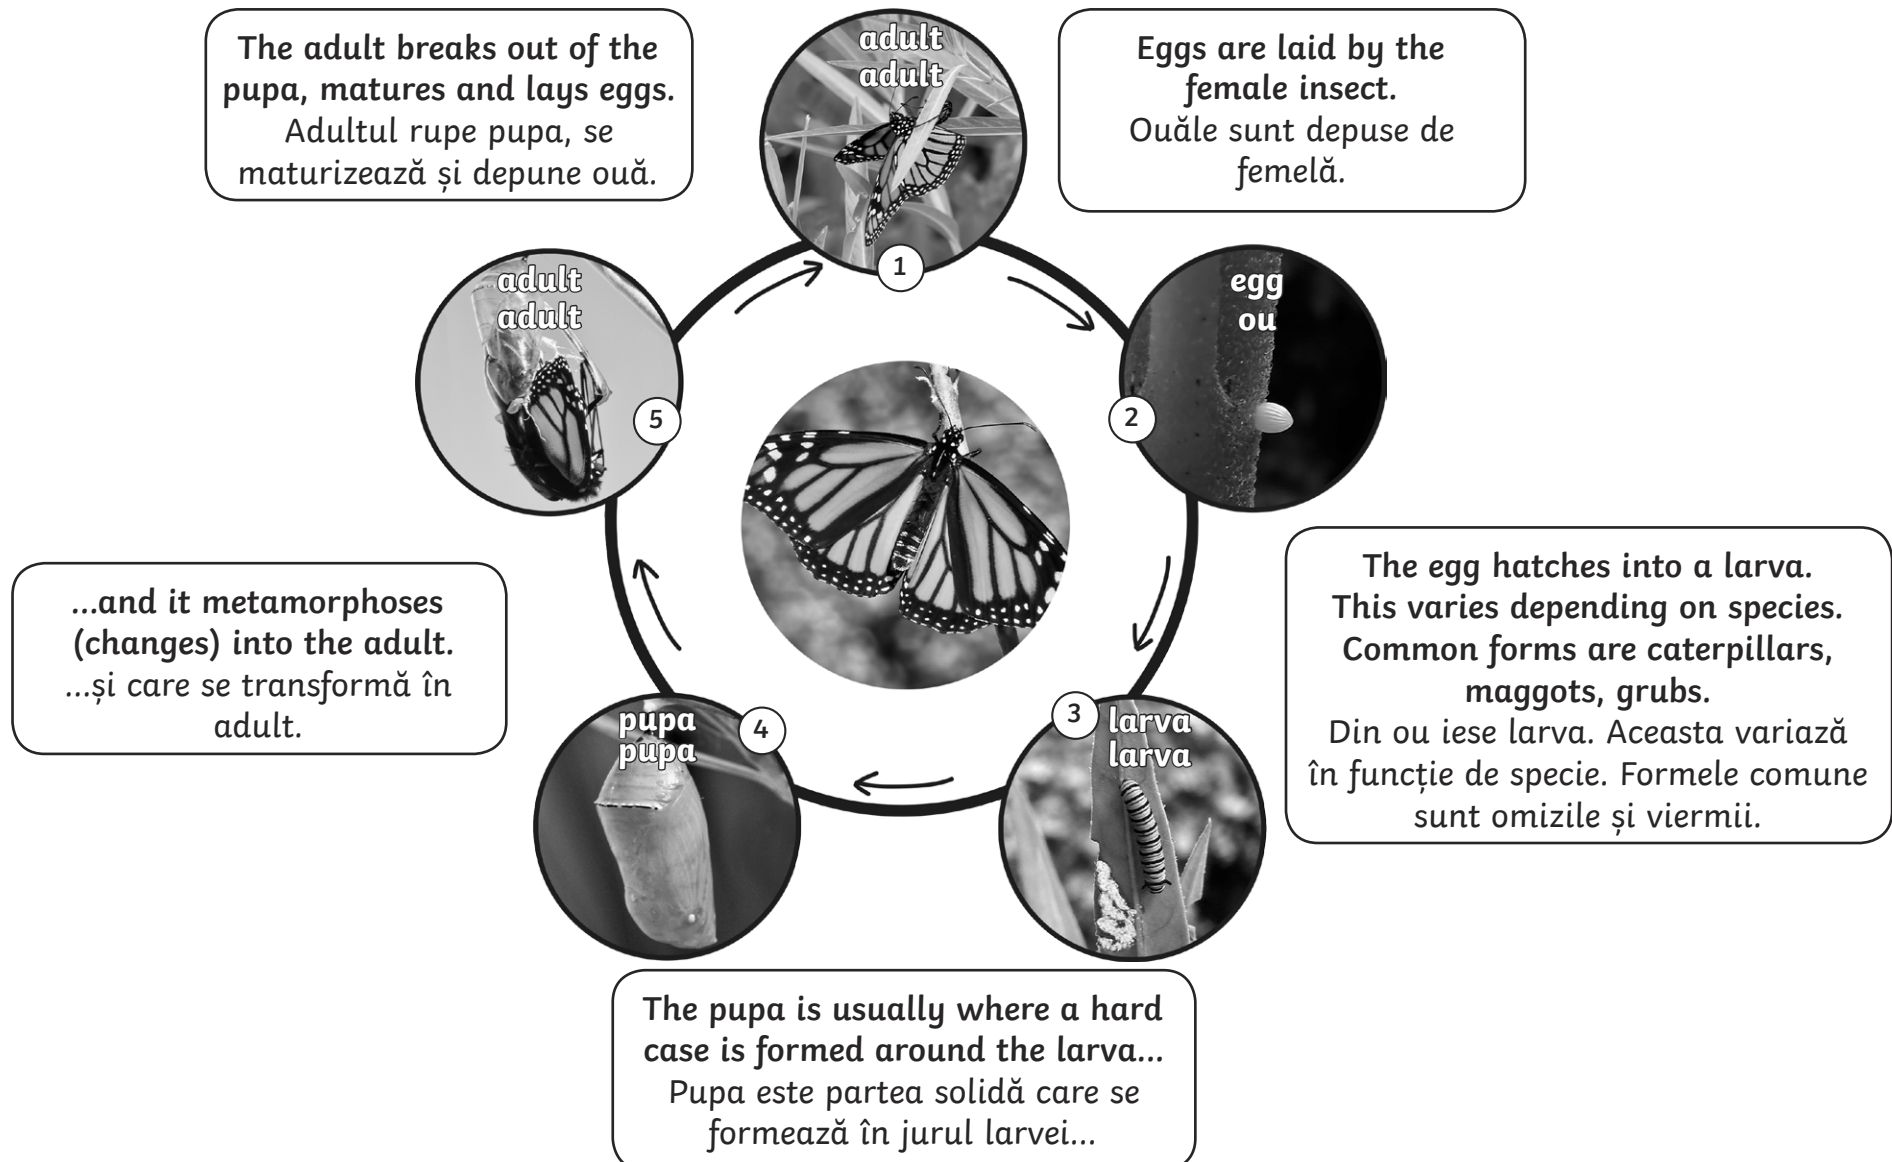 The adult breaks out of the
pupa, matures and lays eggs.
Adultul rupe pupa, se
maturizează și depune ouă.
adult
adult
1
Eggs are laid by the
female insect.
Ouăle sunt depuse de
femelă.
egg
ou
2
The egg hatches into a larva.
This varies depending on species.
Common forms are caterpillars,
maggots, grubs.
Din ou iese larva. Aceasta variază
în funcție de specie. Formele comune
sunt omizile și viermii.
3
larva
larva
The pupa is usually where a hard
case is formed around the larva...
Pupa este partea solidă care se
formează în jurul larvei...
pupa
pupa
4
...and it metamorphoses
(changes) into the adult.
...și care se transformă în
adult.
adult
adult
5